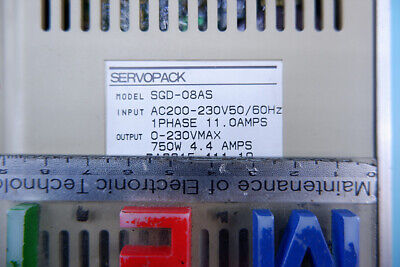 SERVOPACK
MODEL SGD-08AS
INPUT AC200-230V50/60Hz
1PHASE 11.0AMPS
OUTPUT 0-230VMAX
750W 4.4 AMPS
Maintenance of Electronic Technolo